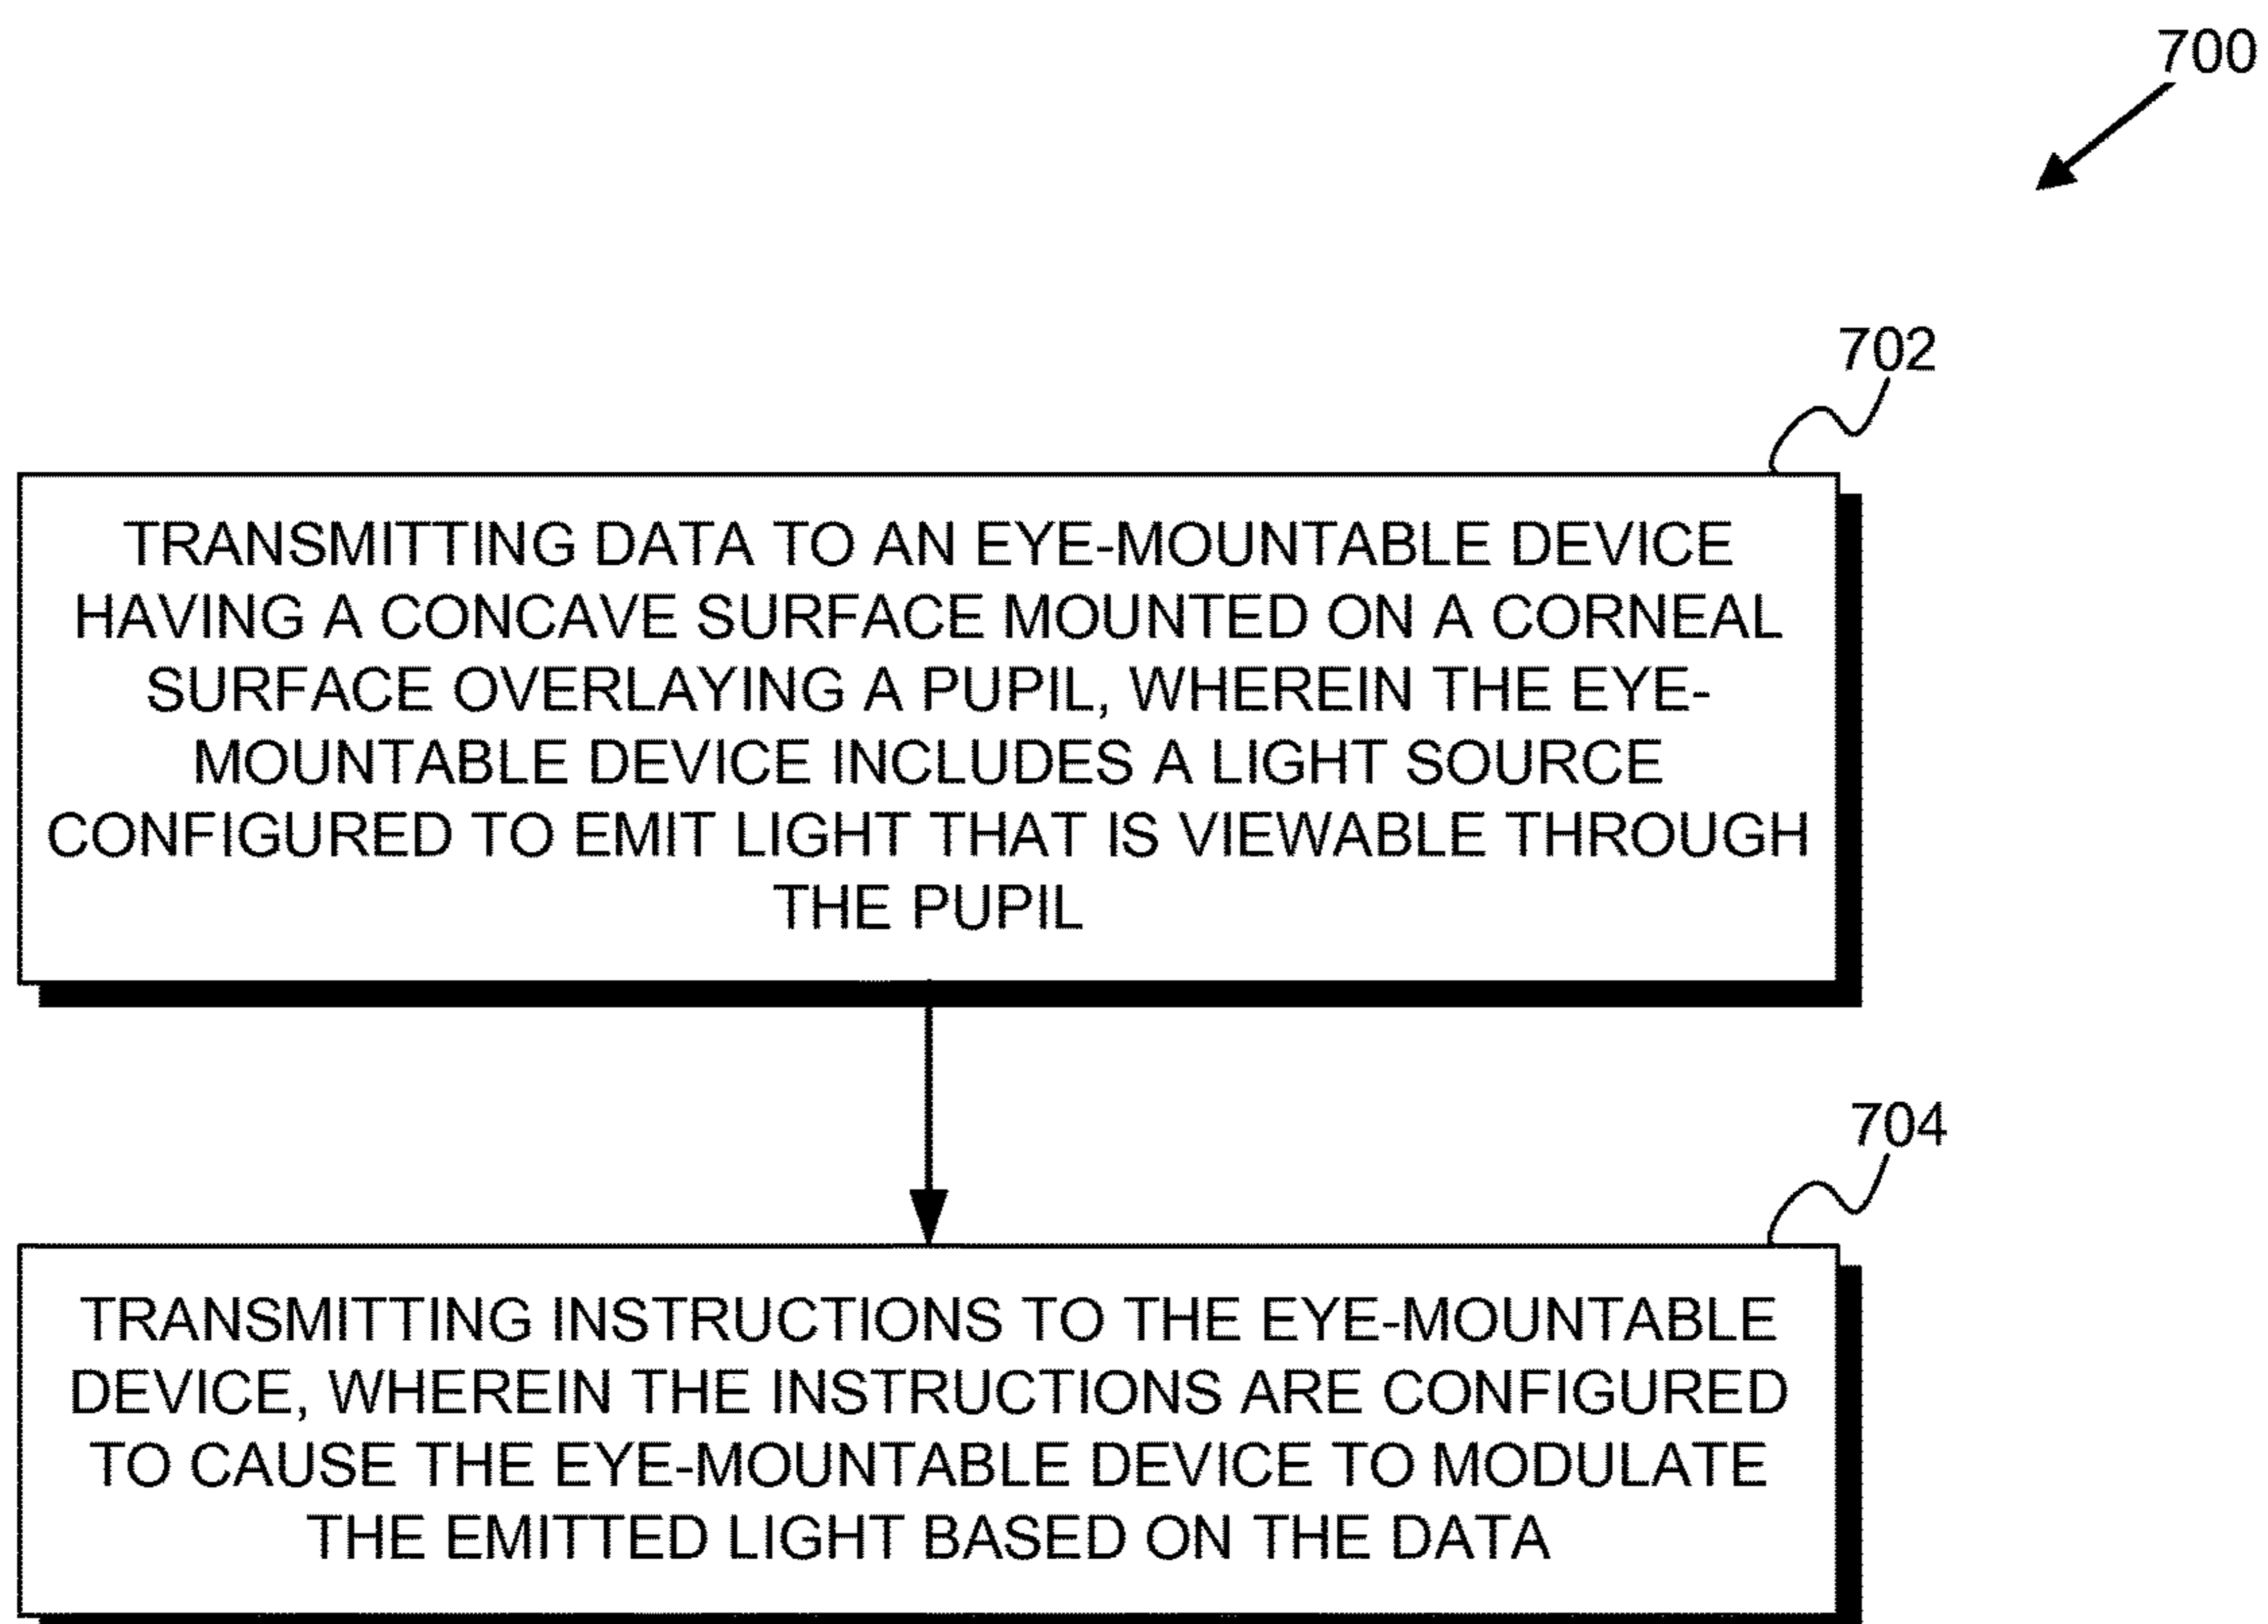 700
702
TRANSMITTING DATA TO AN EYE-MOUNTABLE DEVICE
HAVING A CONCAVE SURFACE MOUNTED ON A CORNEAL
SURFACE OVERLAYING A PUPIL, WHEREIN THE EYE-
MOUNTABLE DEVICE INCLUDES A LIGHT SOURCE
CONFIGURED TO EMIT LIGHT THAT IS VIEWABLE THROUGH
THE PUPIL
704
TRANSMITTING INSTRUCTIONS TO THE EYE-MOUNTABLE
DEVICE, WHEREIN THE INSTRUCTIONS ARE CONFIGURED
TO CAUSE THE EYE-MOUNTABLE DEVICE TO MODULATE
THE EMITTED LIGHT BASED ON THE DATA